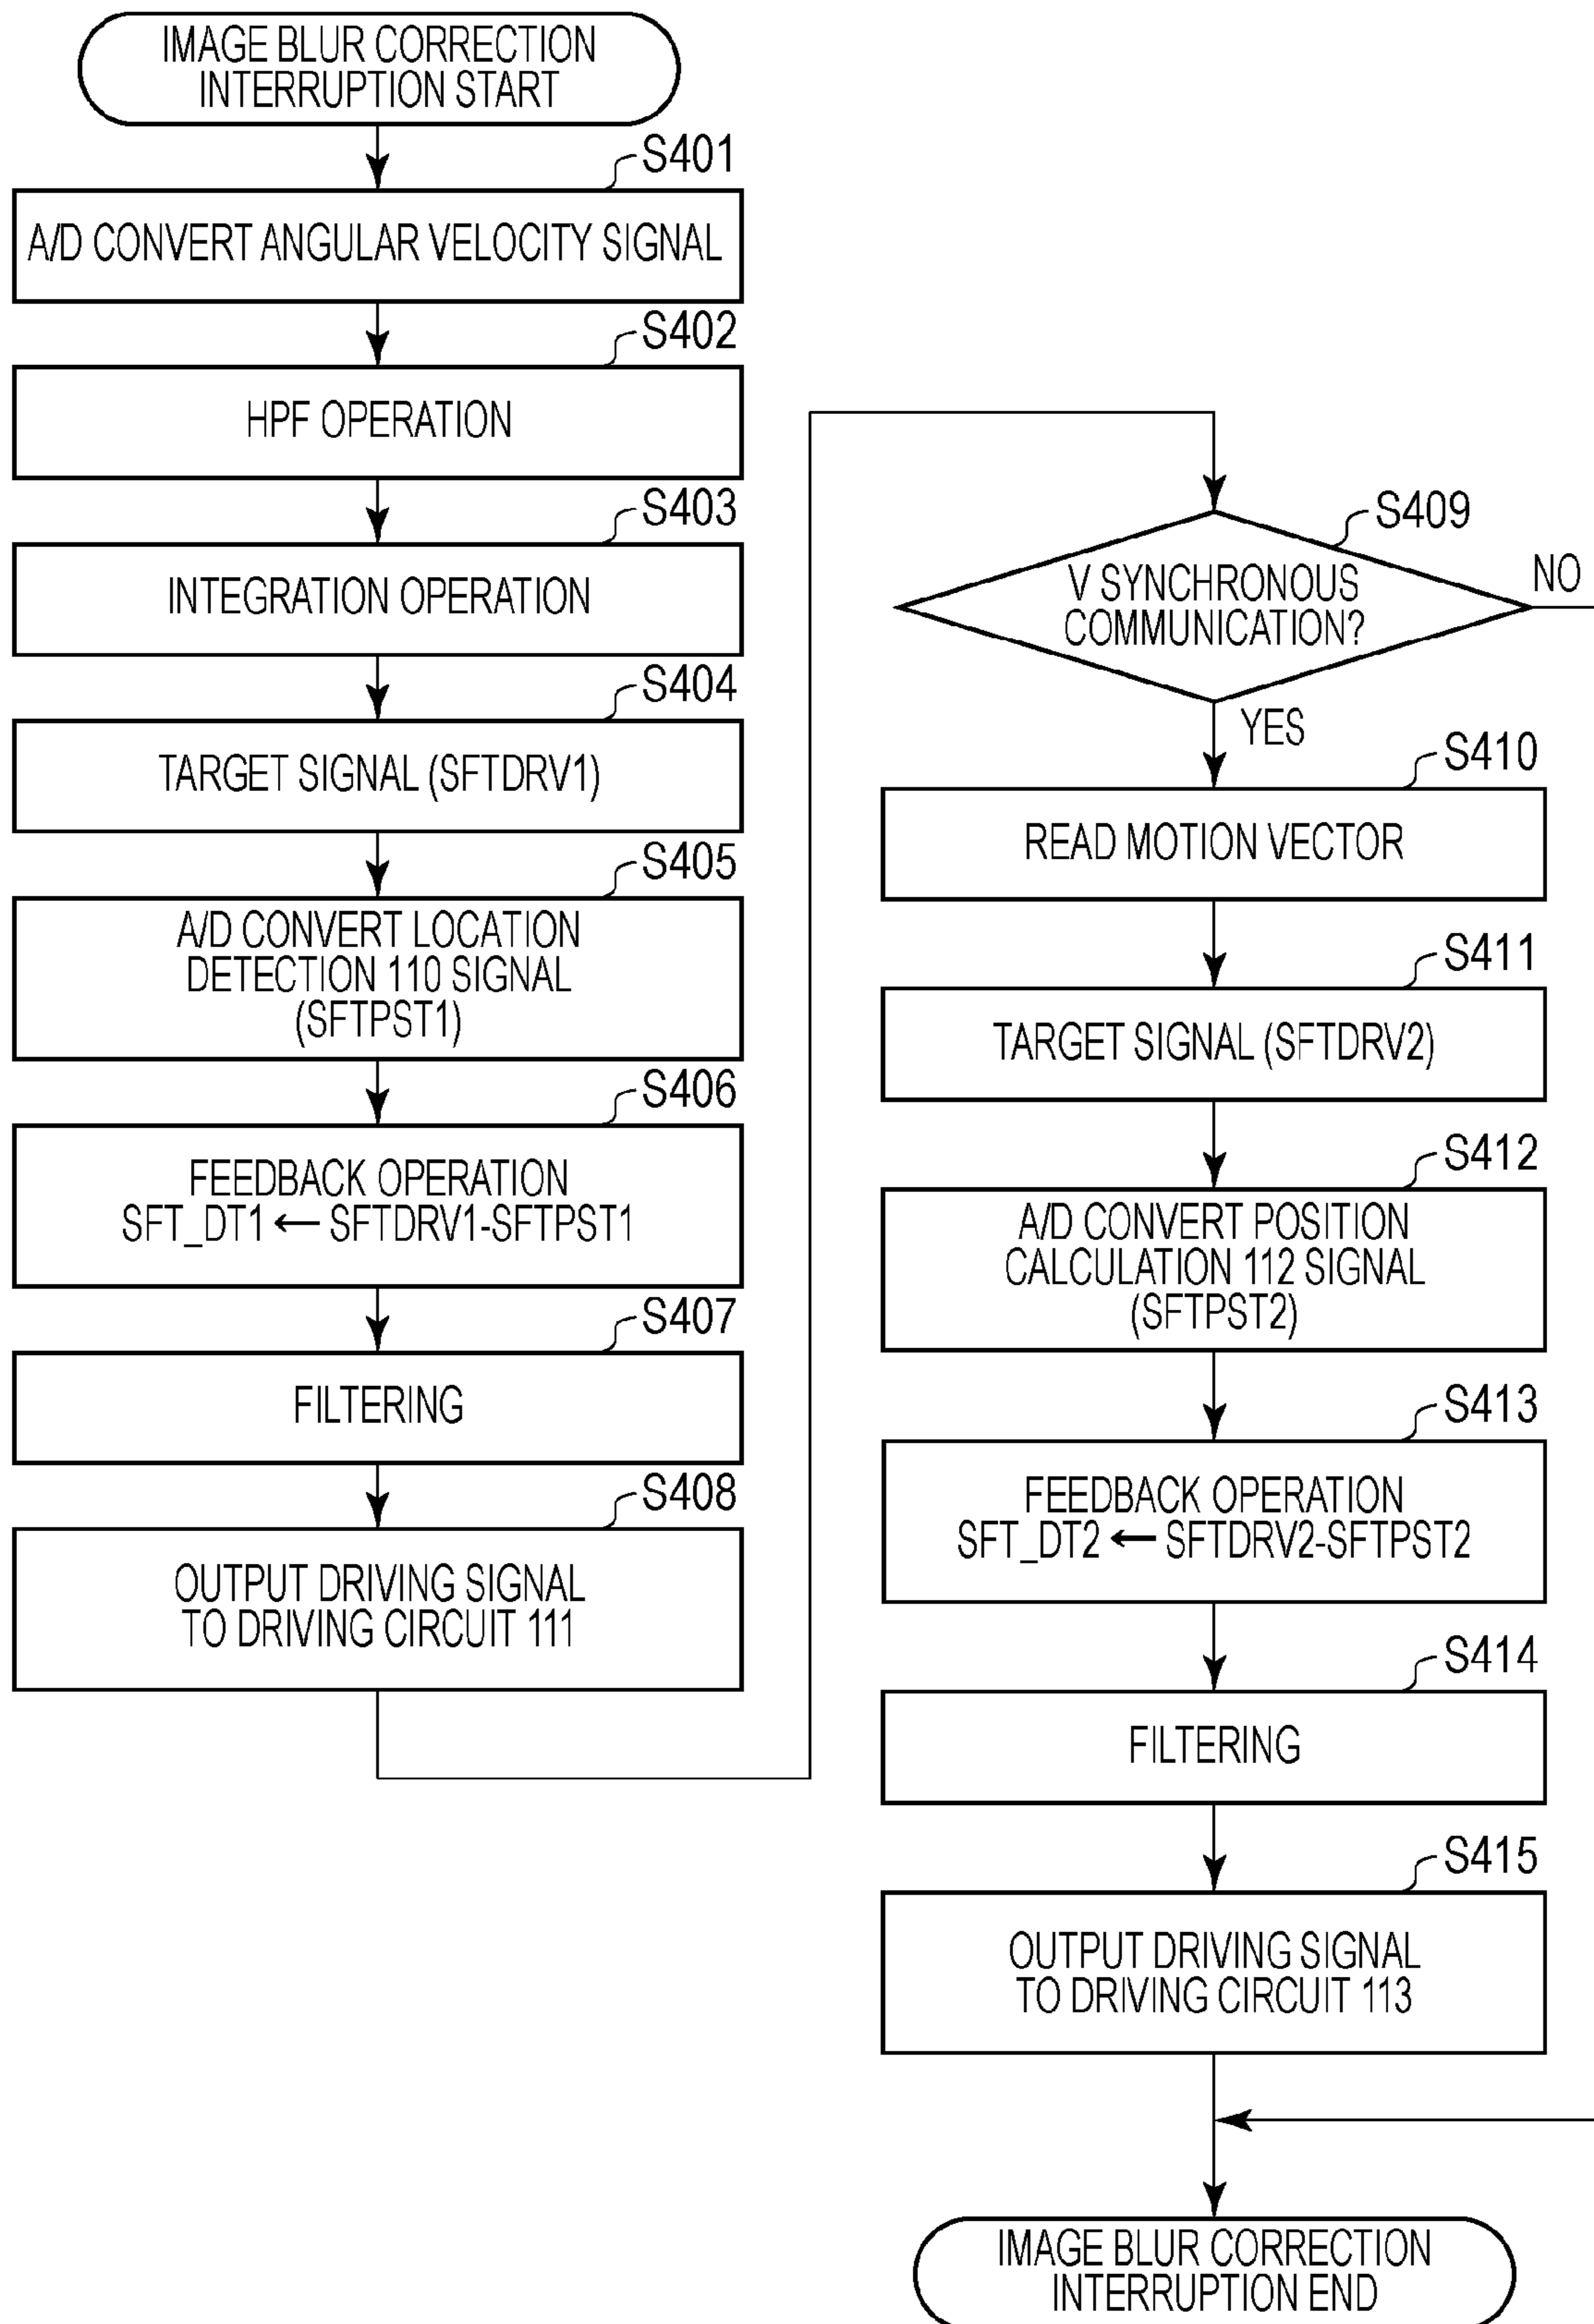 IMAGE BLUR CORRECTION
INTERRUPTION START
S401
A/D CONVERT ANGULAR VELOCITY SIGNAL
S402
HPF OPERATION
S403
INTEGRATION OPERATION
S404
TARGET SIGNAL (SFTDRV1)
S405
A/D CONVERT LOCATION
DETECTION 110 SIGNAL
(SFTPST1)
S406
FEEDBACK OPERATION
SFT_DT1 ← SFTDRV1-SFTPST1
S407
FILTERING
S408
OUTPUT DRIVING SIGNAL
TO DRIVING CIRCUIT 111
S409
V SYNCHRONOUS
COMMUNICATION?
NO
YES
S410
READ MOTION VECTOR
S411
TARGET SIGNAL (SFTDRV2)
S412
A/D CONVERT POSITION
CALCULATION 112 SIGNAL
(SFTPST2)
S413
FEEDBACK OPERATION
SFT_DT2 ← SFTDRV2-SFTPST2
S414
FILTERING
S415
OUTPUT DRIVING SIGNAL
TO DRIVING CIRCUIT 113
IMAGE BLUR CORRECTION
INTERRUPTION END